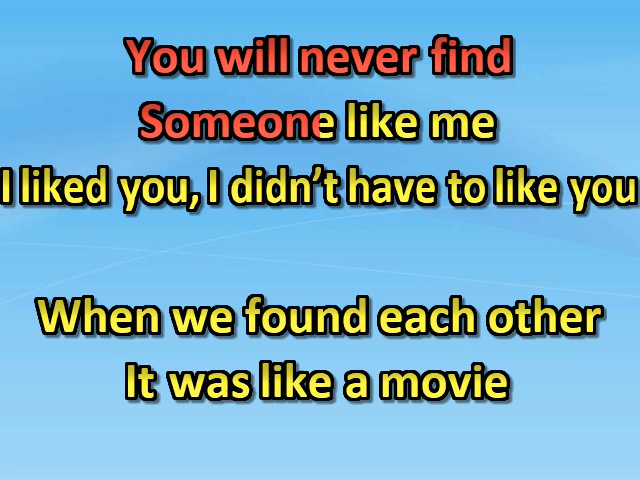 You will never find
Someone like me
I liked you, I didn't have to like you
When we found each other
It was like a movie